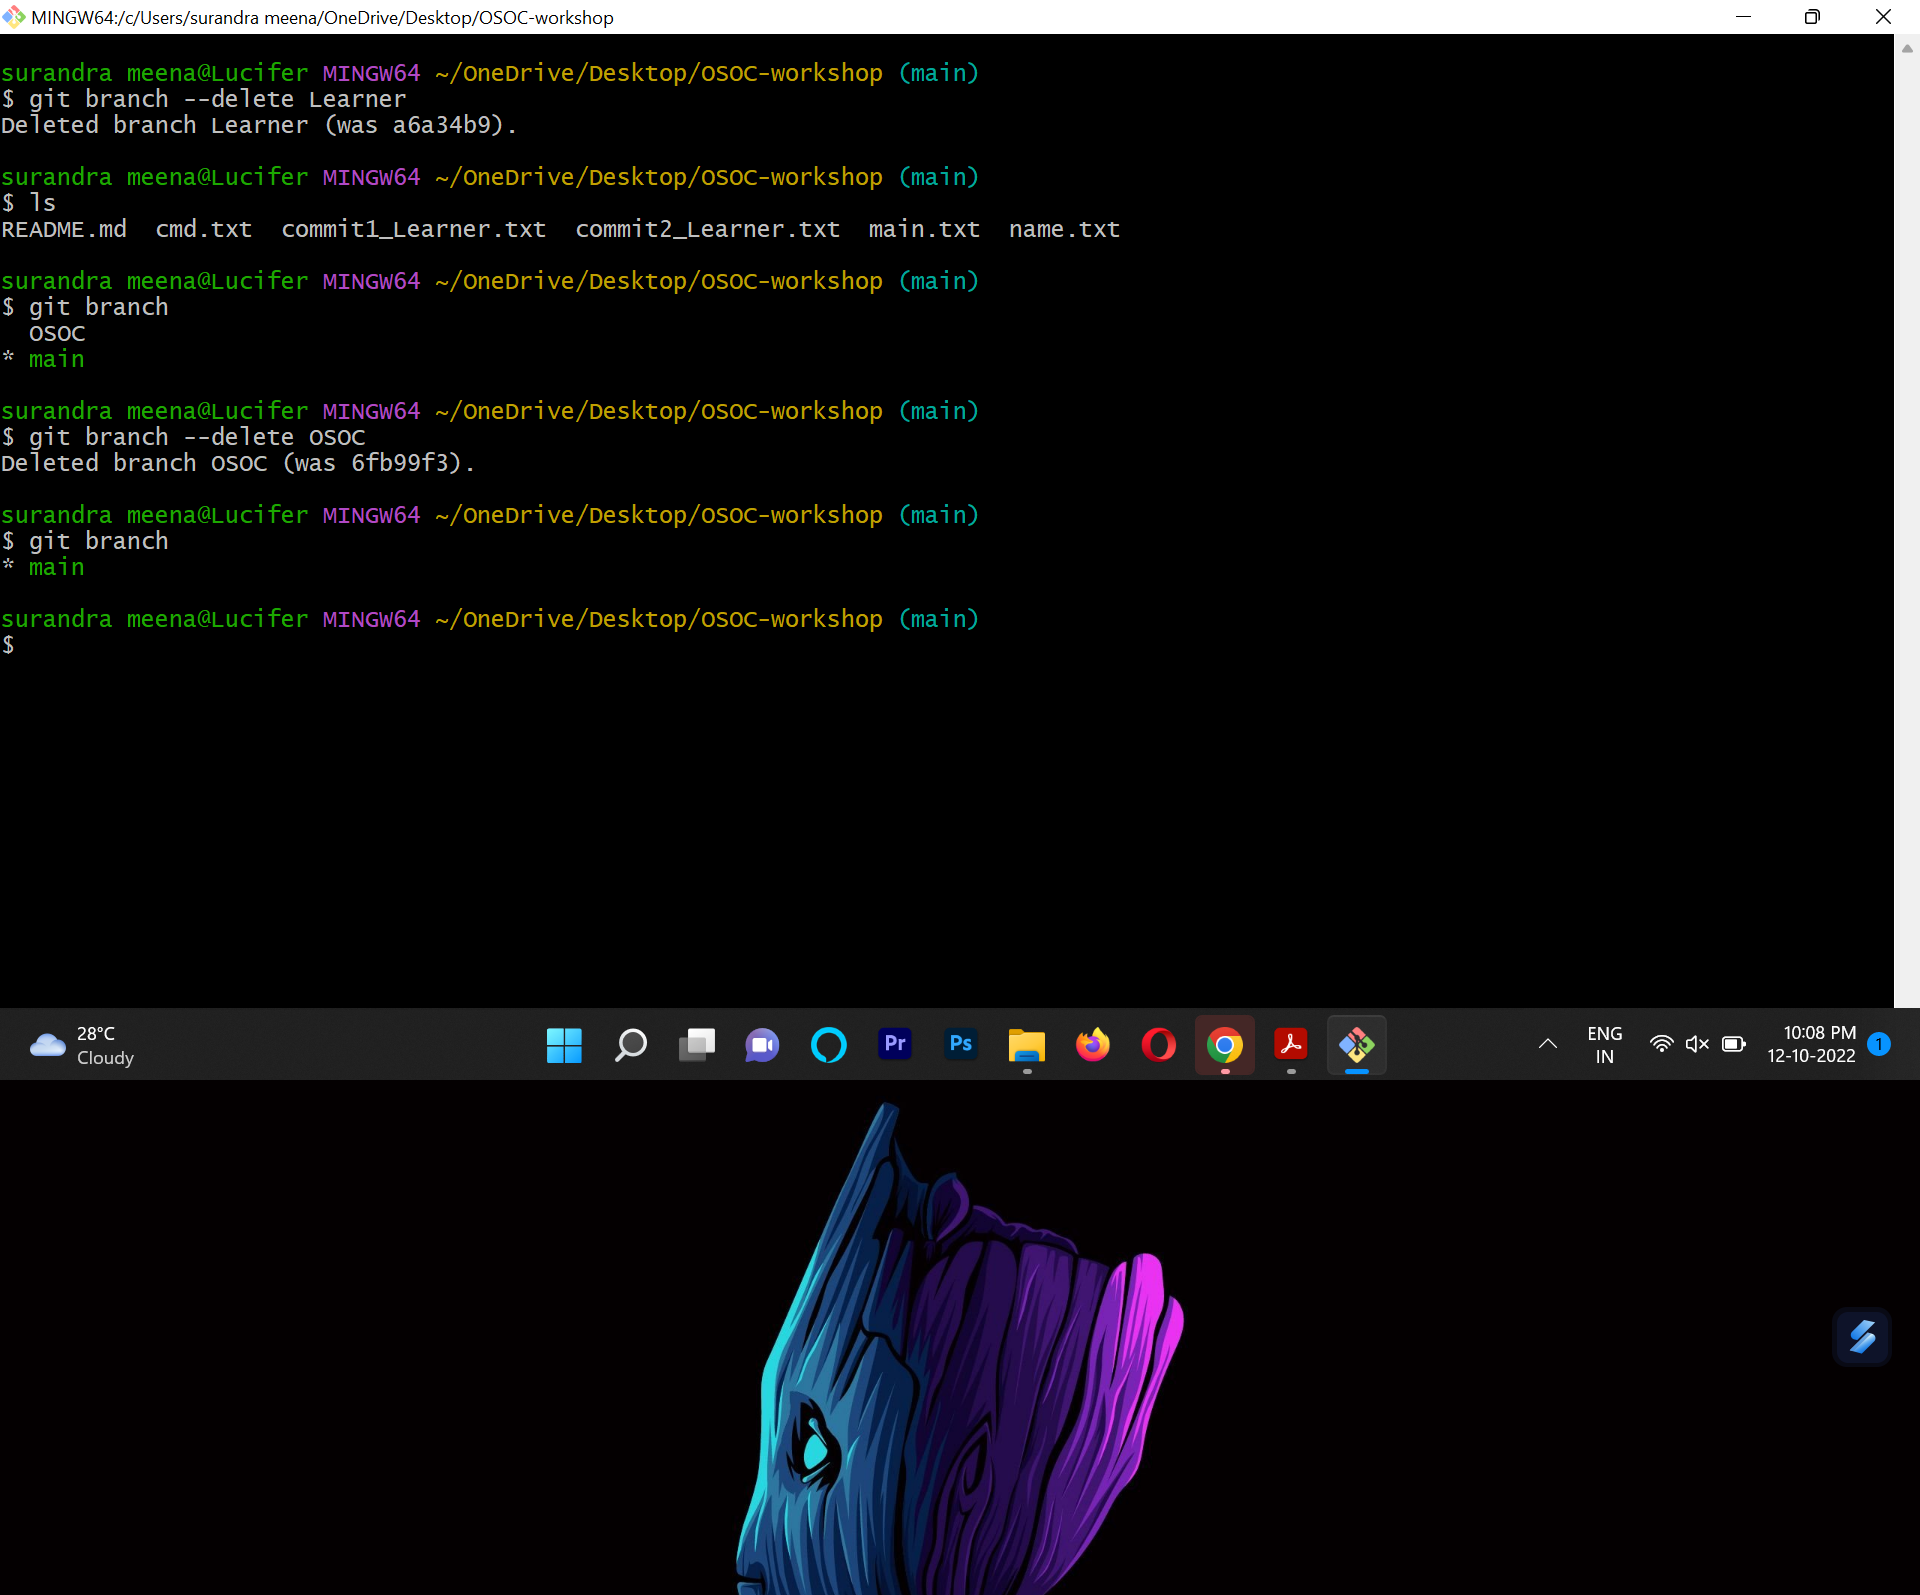 MINGW64:/c/Users/surandra meena/OneDrive/Desktop/OSOC-workshop
surandra meena@Lucifer MINGW64 ~/OneDrive/Desktop/OSOC-workshop (main)
$ git branch --delete Learner
Deleted branch Learner (was a6a34b9).
surandra meena@Lucifer MINGW64 ~/OneDrive/Desktop/OSOC-workshop (main)
$ ls
README.md  cmd.txt  commit1_Learner.txt  commit2_Learner.txt  main.txt  name.txt
surandra meena@Lucifer MINGW64 ~/OneDrive/Desktop/OSOC-workshop (main)
$ git branch
  OSOC
* main
surandra meena@Lucifer MINGW64 ~/OneDrive/Desktop/OSOC-workshop (main)
$ git branch --delete OSOC
Deleted branch OSOC (was 6fb99f3).
surandra meena@Lucifer MINGW64 ~/OneDrive/Desktop/OSOC-workshop (main)
$ git branch
* main
surandra meena@Lucifer MINGW64 ~/OneDrive/Desktop/OSOC-workshop (main)
$
28°C
Cloudy
Pr
Ps
ENG
IN
10:08 PM
12-10-2022
1